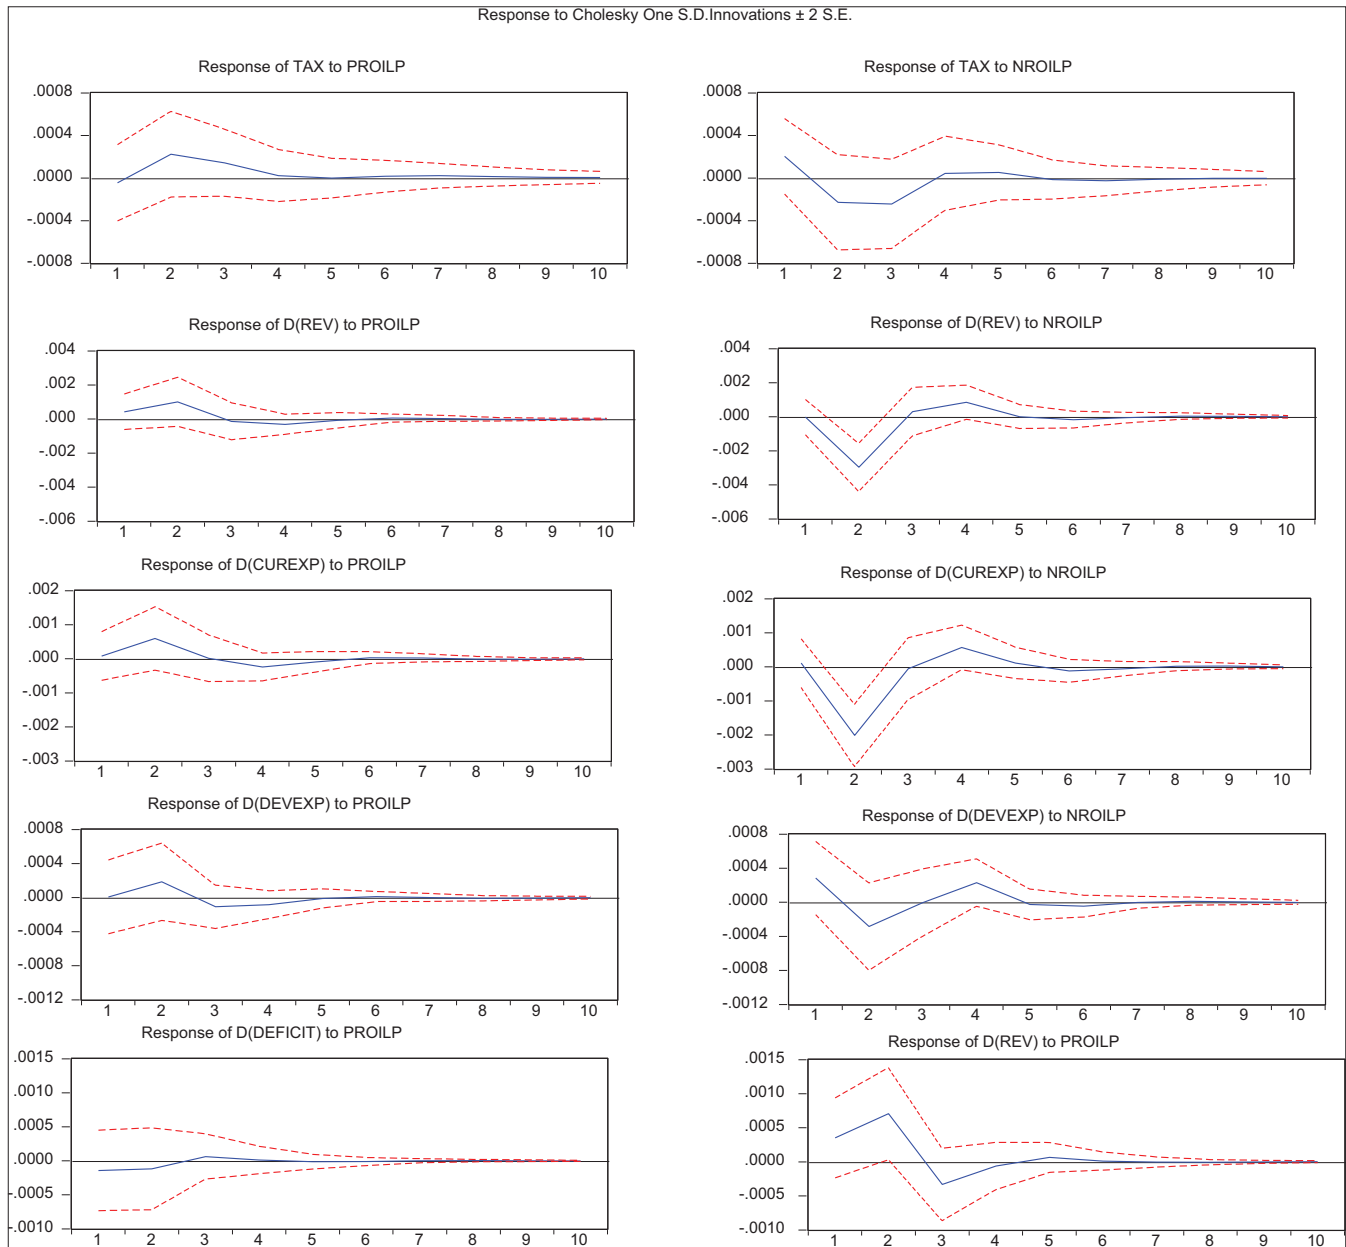 Response to Cholesky One S.D.Innovations ± 2 S.E.
Response of TAX to PROILP
.0008
.0004
.0000
-.0004
-.0008
1 2 3 4 5 6 7 8 9 10
Response of TAX to NROILP
.0008
.0004
.0000
-.0004
-.0008
1 2 3 4 5 6 7 8 9 10
Response of D(REV) to PROILP
.004
.002
.000
-.002
-.004
-.006
1 2 3 4 5 6 7 8 9 10
Response of D(REV) to NROILP
.004
.002
.000
-.002
-.004
-.006
1 2 3 4 5 6 7 8 9 10
Response of D(CUREXP) to PROILP
.002
.001
.000
-.001
-.002
-.003
1 2 3 4 5 6 7 8 9 10
Response of D(CUREXP) to NROILP
.002
.001
.000
-.001
-.002
-.003
1 2 3 4 5 6 7 8 9 10
Response of D(DEVEXP) to PROILP
.0008
.0004
.0000
-.0004
-.0008
-.0012
1 2 3 4 5 6 7 8 9 10
Response of D(DEVEXP) to NROILP
.0008
.0004
.0000
-.0004
-.0008
-.0012
1 2 3 4 5 6 7 8 9 10
Response of D(DEFICIT) to PROILP
.0015
.0010
.0005
.0000
-.0005
-.0010
1 2 3 4 5 6 7 8 9 10
Response of D(REV) to PROILP
.0015
.0010
.0005
.0000
-.0005
-.0010
1 2 3 4 5 6 7 8 9 10